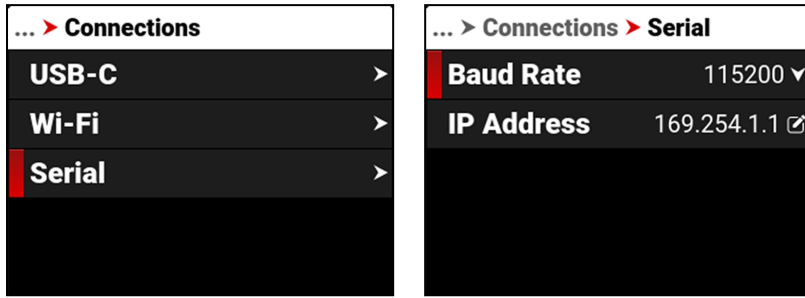 ... > Connections
USB-C
Wi-Fi
Serial
... > Connections > Serial
Baud Rate 115200
IP Address 169.254.1.1